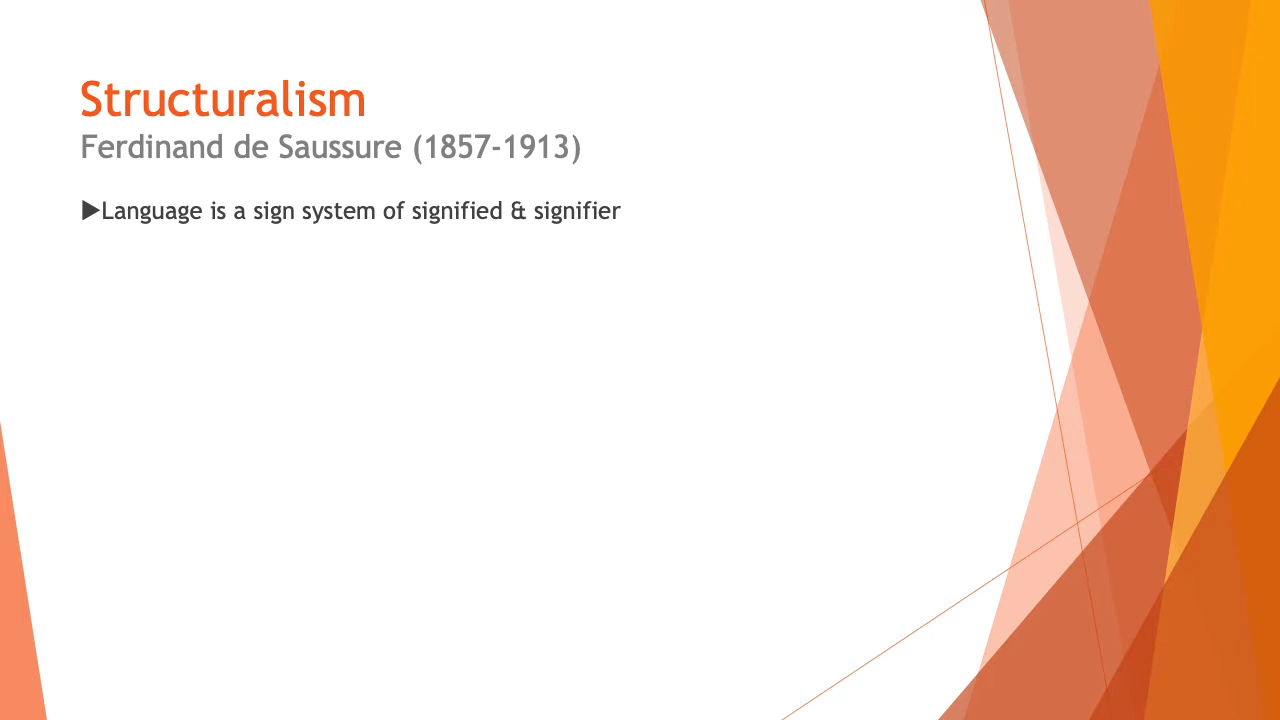 Structuralism
Ferdinand de Saussure (1857-1913)
▶Language is a sign system of signified & signifier